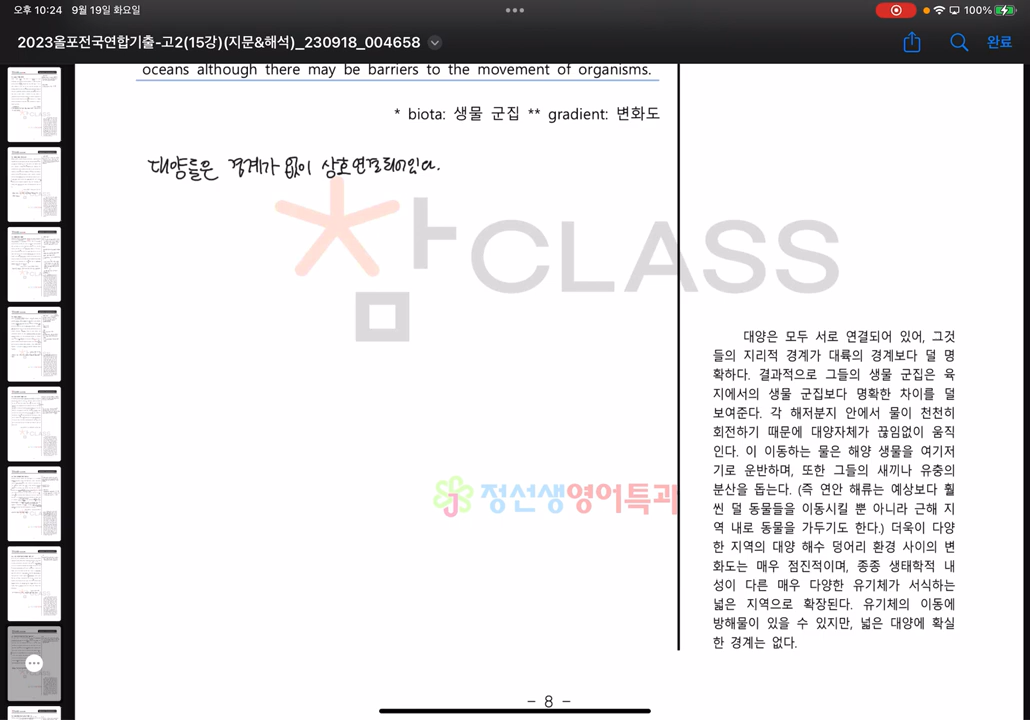 오후 10:24 9월 19일 화요일
100%
2023올포전국연합기출-고2(15강)(지문&해석)_230918_004658
완료
oceans although there may be barriers to the movement of organisms.
* biota: 생물 군집 ** gradient: 변화도
대양들은 경계가 없이 상호연결되어있다.
핫 CLASS
정선생영어특과
대양은 모두 서로 연결되어 있어, 그것
들의 지리적 경계가 대륙의 경계보다 덜 명
확하다. 결과적으로 그들의 생물 군집은 육
지에서의 생물 군집보다 명확한 차이를 덜
보여준다. 각 해저분지 안에서 물이 천천히
회전하기 때문에 대양자체가 끊임없이 움직
인다. 이 이동하는 물은 해양 생물을 여기저
기로 운반하며, 또한 그들의 새끼나 유충의
분산을 돕는다. (즉 연안 해류는 예상보다 훨
씬 덜 동물들을 이동시킬 뿐 아니라 근해 지
역 내로 동물을 가두기도 한다.) 더욱이 다양
한 지역의 대양 해수 덩어리 환경 사이의 변
화도는 매우 점진적이며, 종종 생태학적 내
성이 다른 매우 다양한 유기체가 서식하는
넓은 지역으로 확장된다. 유기체의 이동에
방해물이 있을 수 있지만, 넓은 대양에 확실
한 경계는 없다.
- 8 -